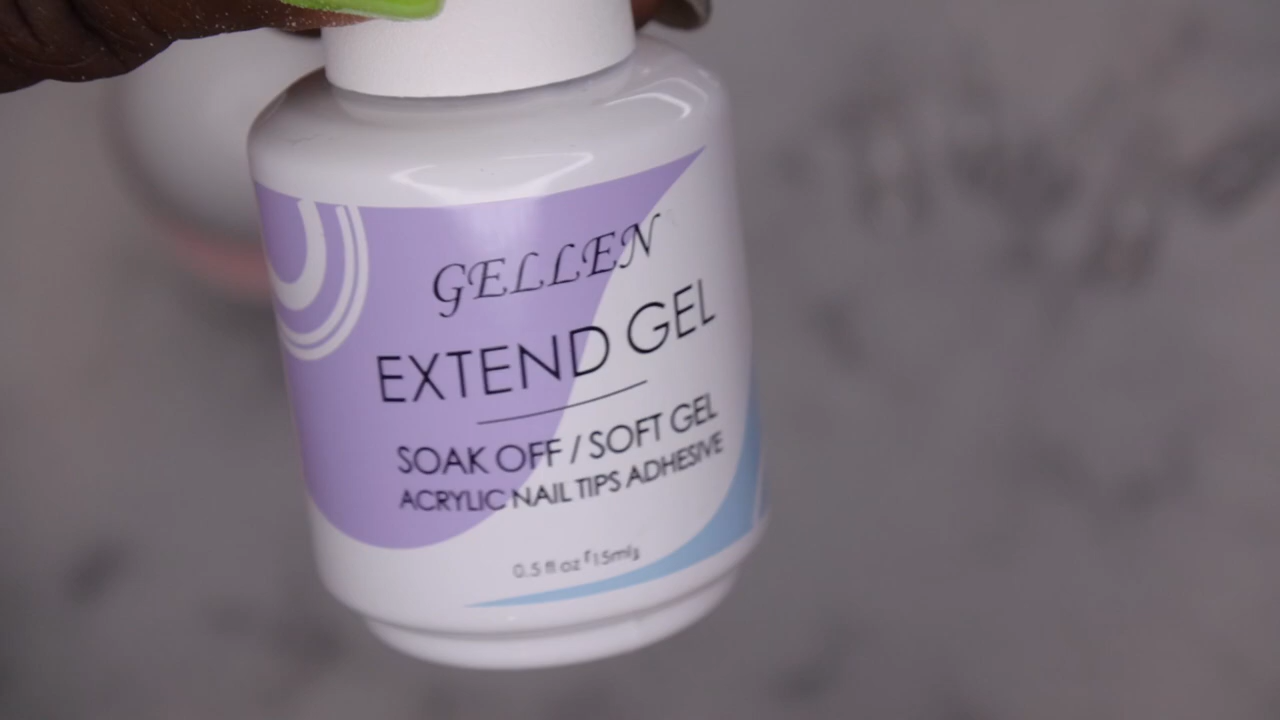 GELLEN
EXTEND GEL
SOAK OFF / SOFT GEL
ACRYLIC NAIL TIPS ADHESIVE
0.5 fl oz「15ml」